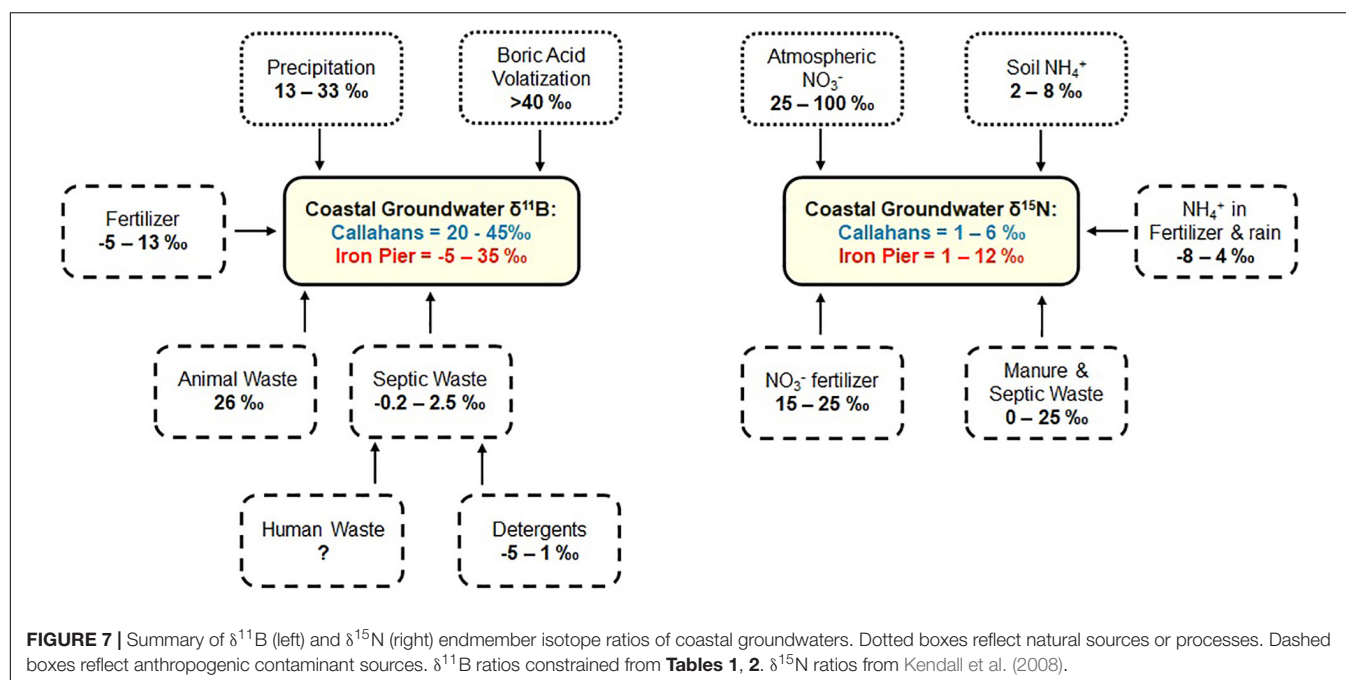 Precipitation
13 – 33 ‰
Boric Acid
Volatization
>40 ‰
Fertilizer
-5 – 13 ‰
Coastal Groundwater δ¹¹B:
Callahans = 20 - 45‰
Iron Pier = -5 – 35 ‰
Animal Waste
26 ‰
Septic Waste
-0.2 – 2.5 ‰
Human Waste
?
Detergents
-5 – 1 ‰
Atmospheric
NO₃⁻
25 – 100 ‰
Soil NH₄⁺
2 – 8 ‰
Coastal Groundwater δ¹⁵N:
Callahans = 1 – 6 ‰
Iron Pier = 1 – 12 ‰
NH₄⁺ in
Fertilizer & rain
-8 – 4 ‰
NO₃⁻ fertilizer
15 – 25 ‰
Manure &
Septic Waste
0 – 25 ‰
FIGURE 7 | Summary of δ¹¹B (left) and δ¹⁵N (right) endmember isotope ratios of coastal groundwaters. Dotted boxes reflect natural sources or processes. Dashed
boxes reflect anthropogenic contaminant sources. δ¹¹B ratios constrained from Tables 1, 2. δ¹⁵N ratios from Kendall et al. (2008).